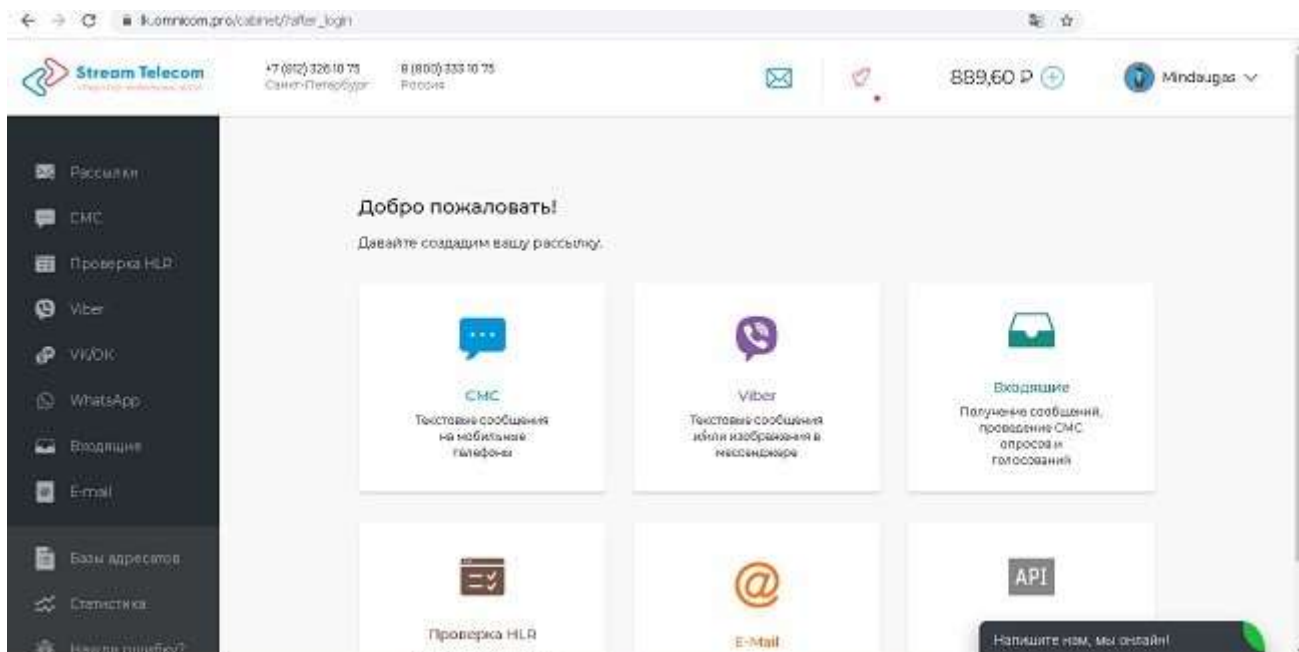 lk.omnicom.pro/cabinet/?after_login
Stream Telecom
+7 (812) 326 10 75
8 (800) 333 10 75
Санкт-Петербург
Россия
889,60 ₽
Mindaugas
Рассылки
СМС
Проверка HLR
Viber
VK/OK
WhatsApp
Входящие
E-mail
Базы адресатов
Статистика
Нашли ошибку?
Добро пожаловать!
Давайте создадим вашу рассылку.
СМС
Текстовые сообщения
на мобильные
телефоны
Viber
Текстовые сообщения
и/или изображения в
мессенджере
Входящие
Получение сообщений,
проведение СМС
опросов и
голосований
Проверка HLR
@
E-Mail
API
Напишите нам, мы онлайн!